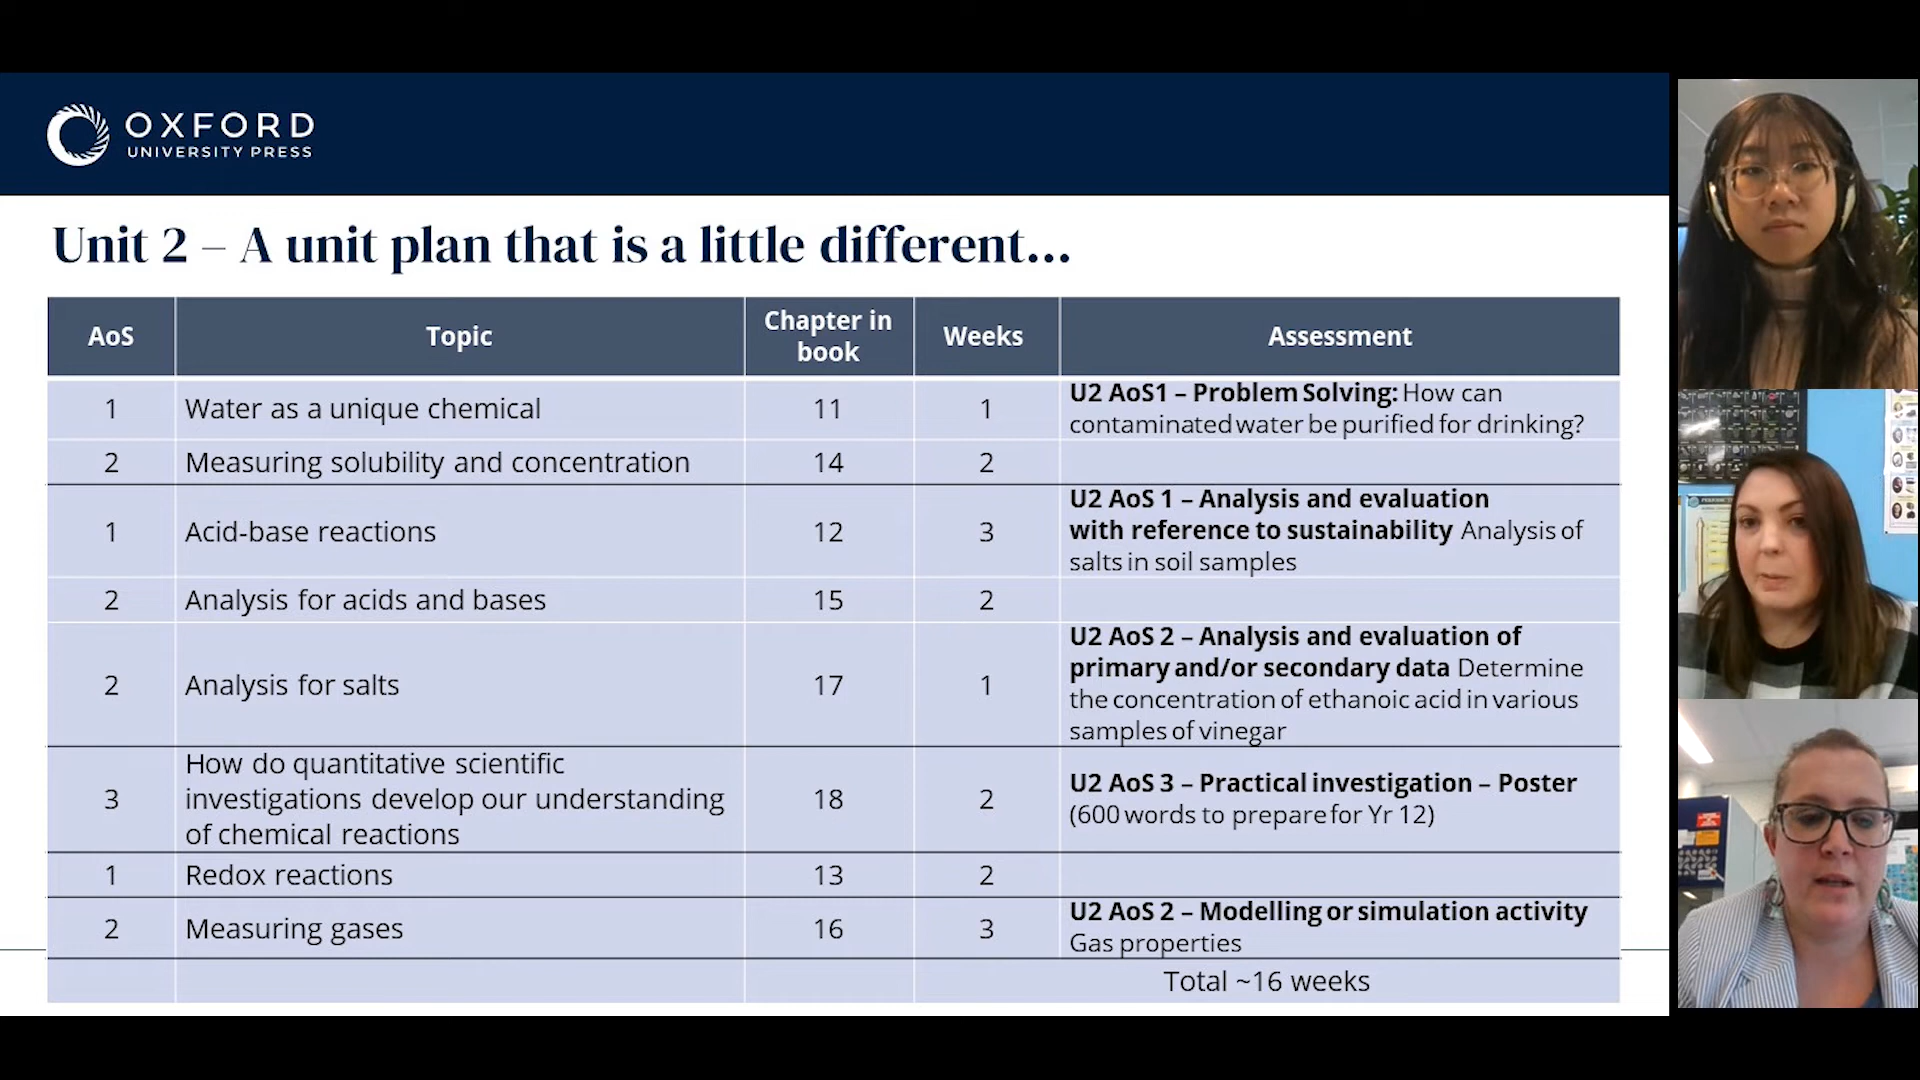 OXFORD
UNIVERSITY PRESS
Unit 2 – A unit plan that is a little different...
AoS
Topic
Chapter in
book
Weeks
Assessment
1
Water as a unique chemical
11
1
U2 AoS1 – Problem Solving: How can
contaminated water be purified for drinking?
2
Measuring solubility and concentration
14
2
1
Acid-base reactions
12
3
U2 AoS 1 – Analysis and evaluation
with reference to sustainability Analysis of
salts in soil samples
2
Analysis for acids and bases
15
2
2
Analysis for salts
17
1
U2 AoS 2 – Analysis and evaluation of
primary and/or secondary data Determine
the concentration of ethanoic acid in various
samples of vinegar
3
How do quantitative scientific
investigations develop our understanding
of chemical reactions
18
2
U2 AoS 3 – Practical investigation – Poster
(600 words to prepare for Yr 12)
1
Redox reactions
13
2
2
Measuring gases
16
3
U2 AoS 2 – Modelling or simulation activity
Gas properties
Total ~16 weeks